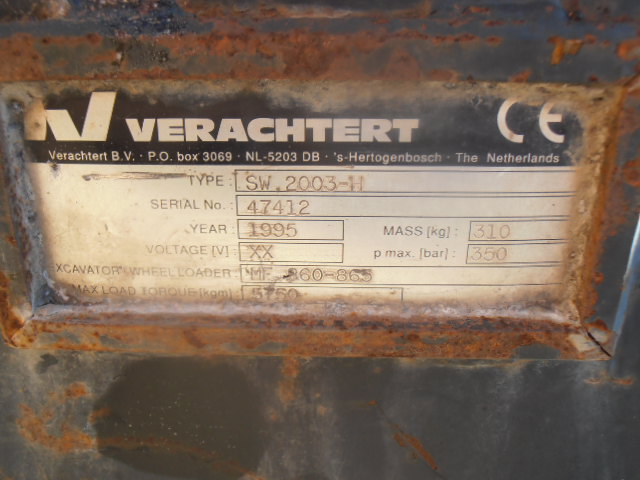 VERACHTERT CE
Verachtert B.V. · P.O. box 3069 · NL-5203 DB · 's-Hertogenbosch · The Netherlands
TYPE : SW.2003-H
SERIAL No. : 47412
YEAR : 1995 MASS [kg] : 310
VOLTAGE [V] : XX p max. [bar] : 350
EXCAVATOR/WHEEL LOADER : MF 860-865
MAX LOAD TORQUE [kgm] 5750